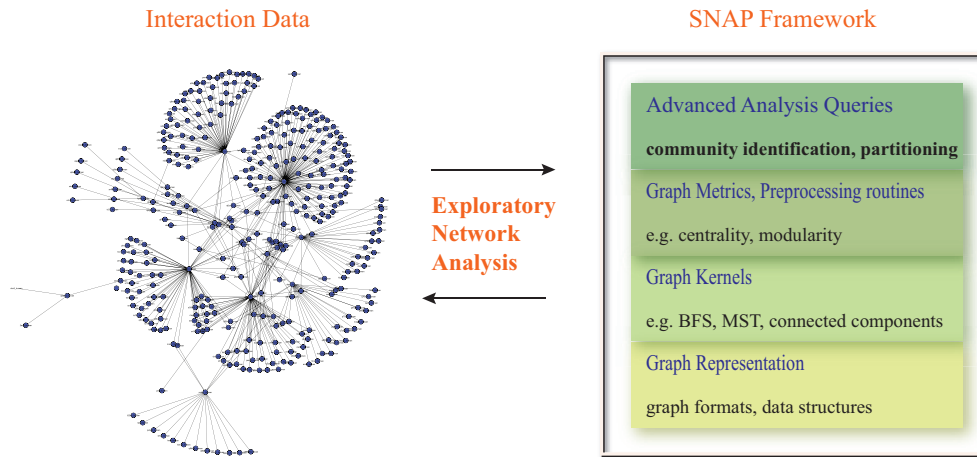 Interaction Data
SNAP Framework
Exploratory
Network
Analysis
Advanced Analysis Queries
community identification, partitioning
Graph Metrics, Preprocessing routines
e.g. centrality, modularity
Graph Kernels
e.g. BFS, MST, connected components
Graph Representation
graph formats, data structures